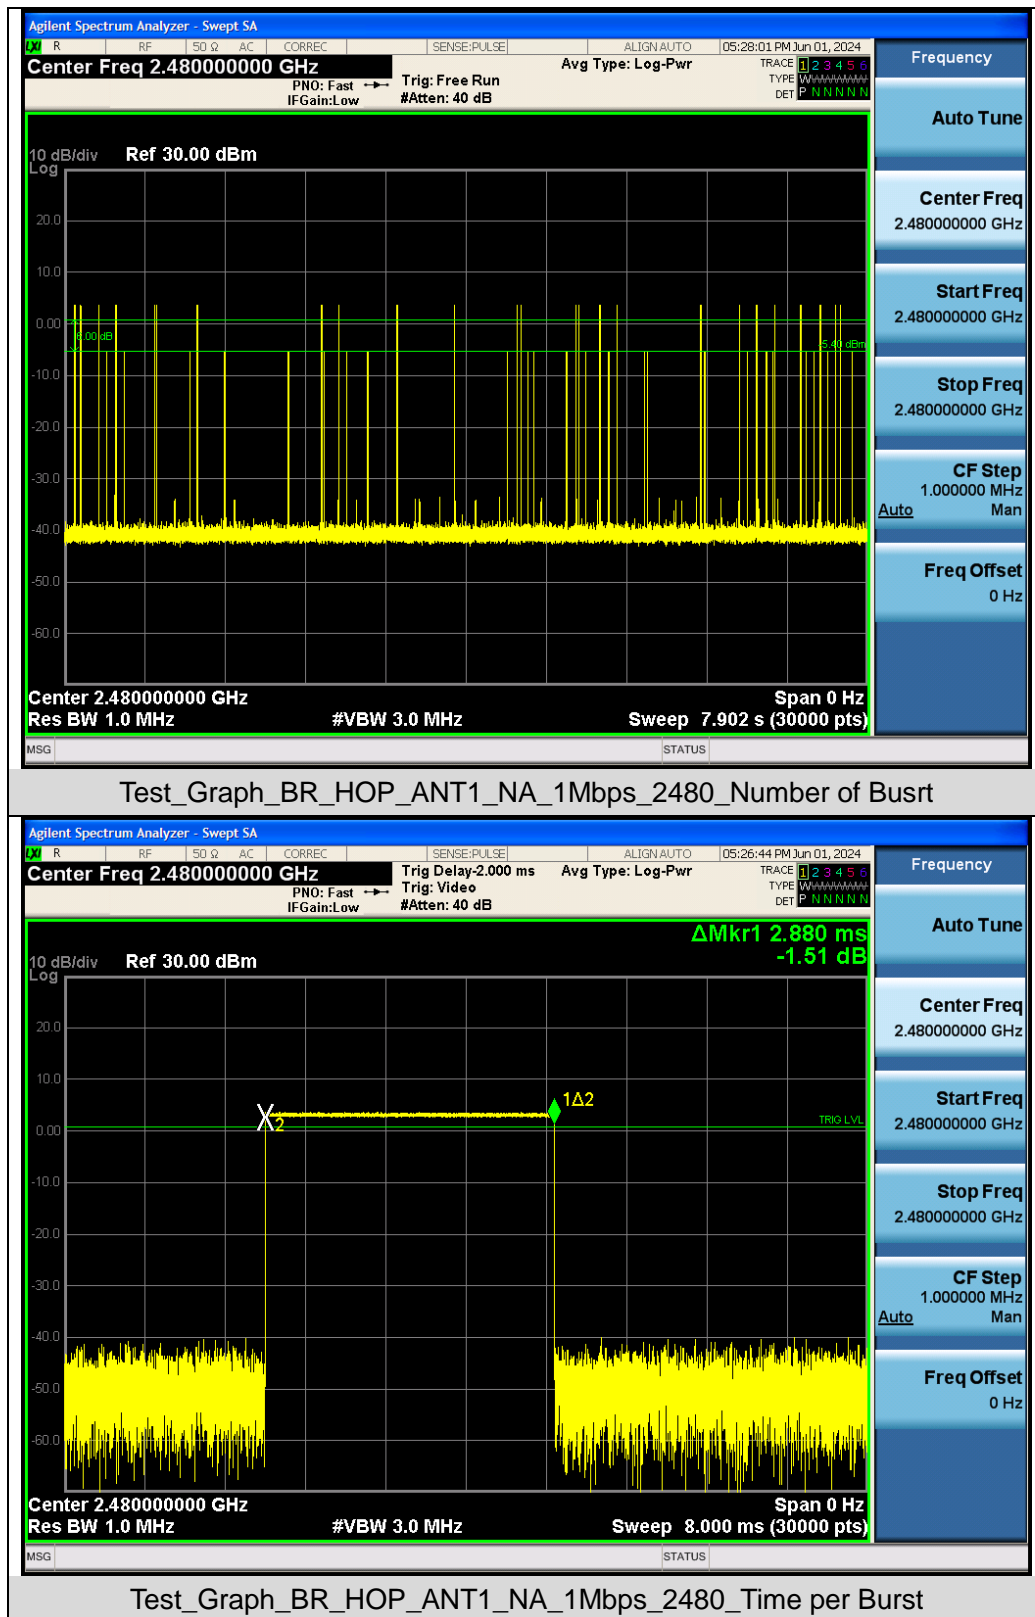 Agilent Spectrum Analyzer - Swept SA
LXI R RF 50 Ω AC CORREC SENSE:PULSE ALIGN AUTO 05:28:01 PM Jun 01, 2024
Center Freq 2.480000000 GHz
PNO: Fast
IFGain:Low
Trig: Free Run
#Atten: 40 dB
Avg Type: Log-Pwr
TRACE 1 2 3 4 5 6
TYPE W
DET P N N N N N
10 dB/div Ref 30.00 dBm
Log
20.0
10.0
0.00
-10.0
-20.0
-30.0
-40.0
-50.0
-60.0
6.00 dB
-5.40 dBm
Center 2.480000000 GHz Span 0 Hz
Res BW 1.0 MHz #VBW 3.0 MHz Sweep 7.902 s (30000 pts)
MSG STATUS
Frequency
Auto Tune
Center Freq
2.480000000 GHz
Start Freq
2.480000000 GHz
Stop Freq
2.480000000 GHz
CF Step
1.000000 MHz
Auto Man
Freq Offset
0 Hz
Test_Graph_BR_HOP_ANT1_NA_1Mbps_2480_Number of Busrt
Agilent Spectrum Analyzer - Swept SA
LXI R RF 50 Ω AC CORREC SENSE:PULSE ALIGN AUTO 05:26:44 PM Jun 01, 2024
Center Freq 2.480000000 GHz
PNO: Fast
IFGain:Low
Trig Delay-2.000 ms
Trig: Video
#Atten: 40 dB
Avg Type: Log-Pwr
TRACE 1 2 3 4 5 6
TYPE W
DET P N N N N N
ΔMkr1 2.880 ms
-1.51 dB
10 dB/div Ref 30.00 dBm
Log
20.0
10.0
0.00
-10.0
-20.0
-30.0
-40.0
-50.0
-60.0
X2
1Δ2
TRIG LVL
Center 2.480000000 GHz Span 0 Hz
Res BW 1.0 MHz #VBW 3.0 MHz Sweep 8.000 ms (30000 pts)
MSG STATUS
Frequency
Auto Tune
Center Freq
2.480000000 GHz
Start Freq
2.480000000 GHz
Stop Freq
2.480000000 GHz
CF Step
1.000000 MHz
Auto Man
Freq Offset
0 Hz
Test_Graph_BR_HOP_ANT1_NA_1Mbps_2480_Time per Burst